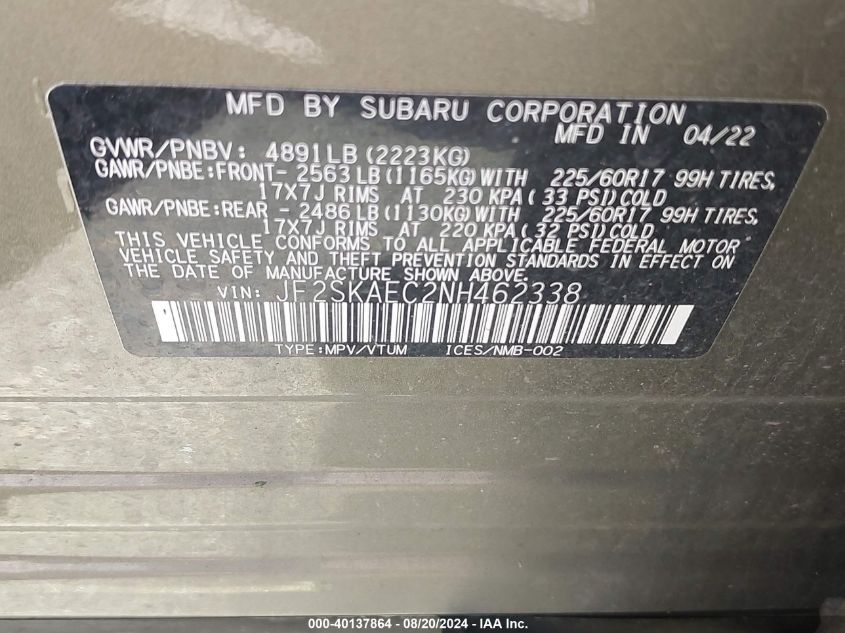 MFD BY SUBARU CORPORATION
MFD IN 04/22
GVWR/PNBV: 4891LB (2223KG)
GAWR/PNBE:FRONT- 2563 LB (1165KG) WITH 225/60R17 99H TIRES,
17X7J RIMS AT 230 KPA ( 33 PSI) COLD
GAWR/PNBE:REAR - 2486 LB (1130KG) WITH 225/60R17 99H TIRES,
17X7J RIMS AT 220 KPA ( 32 PSI) COLD
THIS VEHICLE CONFORMS TO ALL APPLICABLE FEDERAL MOTOR
VEHICLE SAFETY AND THEFT PREVENTION STANDARDS IN EFFECT ON
THE DATE OF MANUFACTURE SHOWN ABOVE.
VIN: JF2SKAEC2NH462338
TYPE:MPV/VTUM ICES/NMB-002
000-40137864 - 08/20/2024 - IAA Inc.